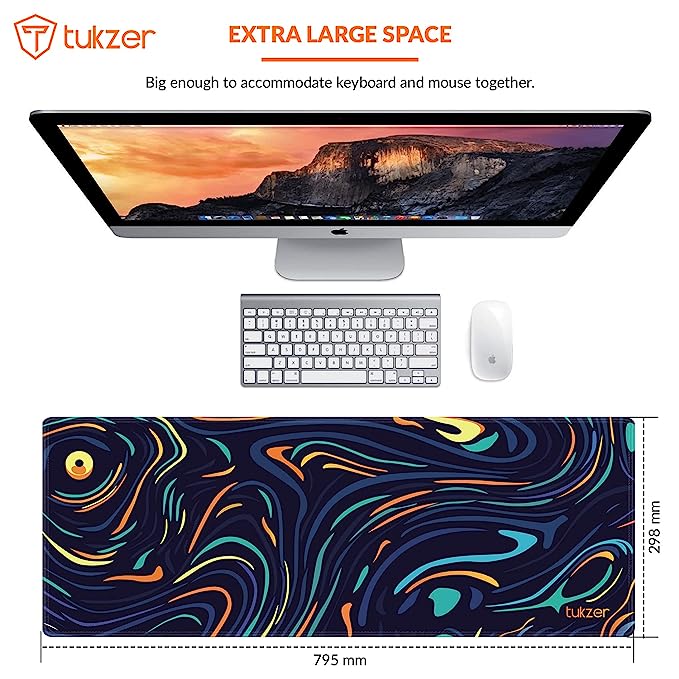 tukzer
EXTRA LARGE SPACE
Big enough to accommodate keyboard and mouse together.
tukzer
298 mm
795 mm